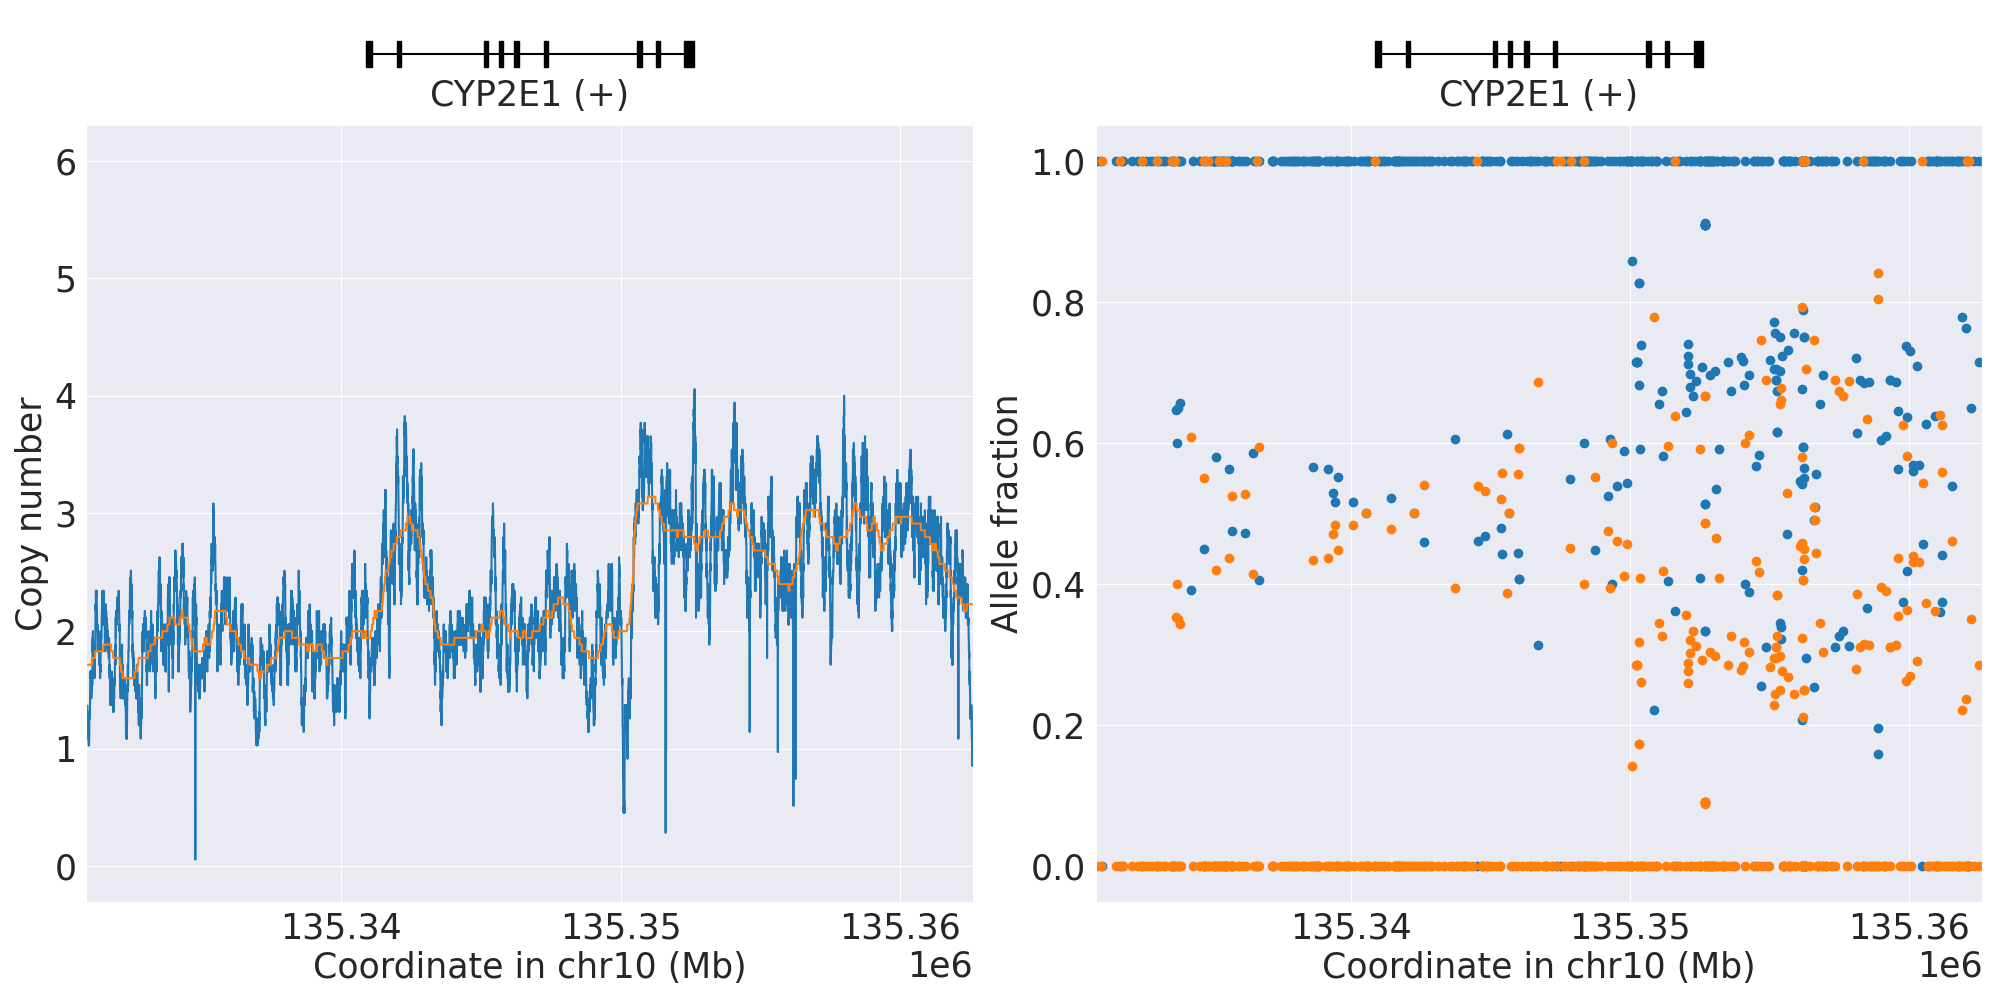 CYP2E1 (+)
6
5
4
3
2
1
0
Copy number
135.34 135.35 135.36
Coordinate in chr10 (Mb)
1e6
CYP2E1 (+)
1.0
0.8
0.6
0.4
0.2
0.0
Allele fraction
135.34 135.35 135.36
Coordinate in chr10 (Mb)
1e6